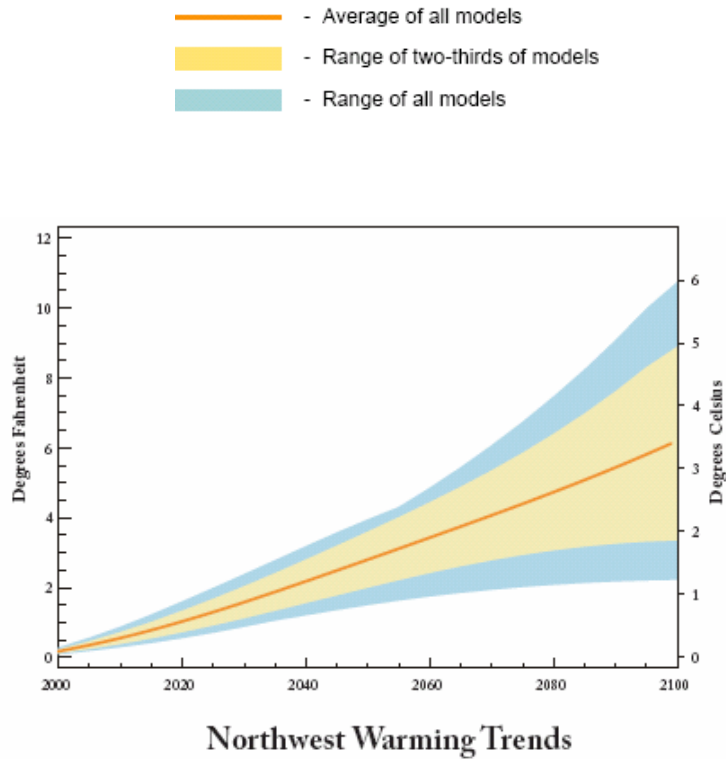 - Average of all models
- Range of two-thirds of models
- Range of all models
12
10
8
6
4
2
0
Degrees Fahrenheit
6
5
4
3
2
1
0
Degrees Celsius
2000 2020 2040 2060 2080 2100
Northwest Warming Trends